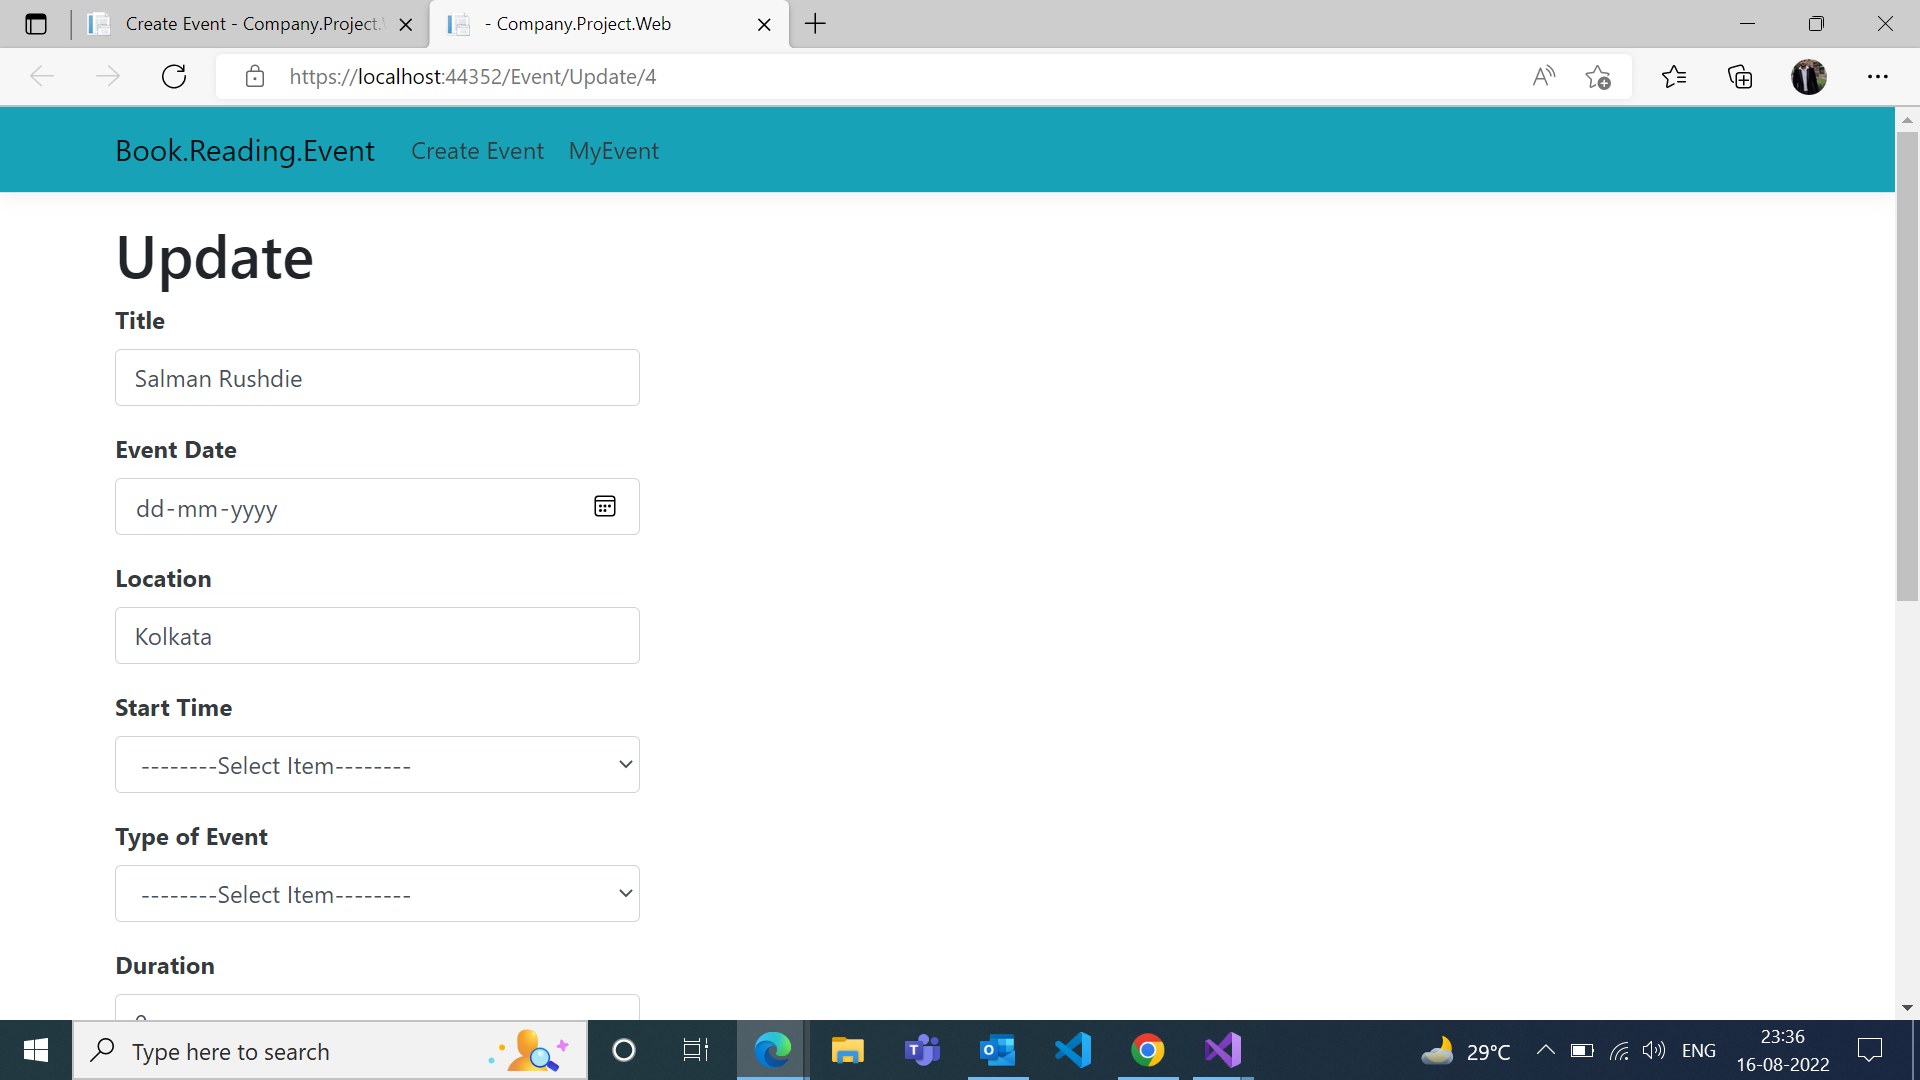 Create Event - Company.Project.
- Company.Project.Web
https://localhost:44352/Event/Update/4
Book.Reading.Event
Create Event
MyEvent
Update
Title
Salman Rushdie
Event Date
dd-mm-yyyy
Location
Kolkata
Start Time
--------Select Item--------
Type of Event
--------Select Item--------
Duration
Type here to search
29°C
ENG
23:36
16-08-2022